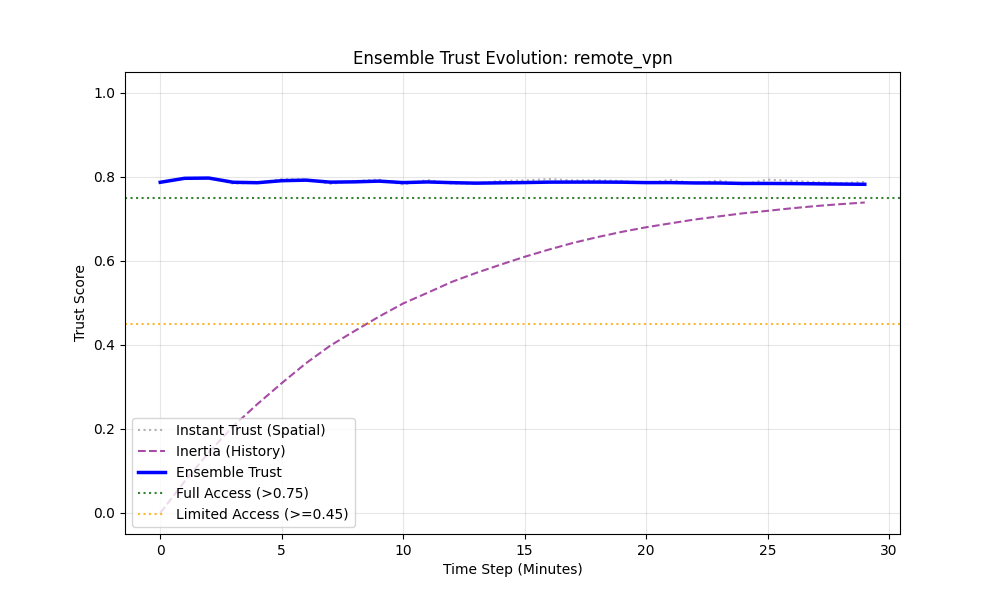 Ensemble Trust Evolution: remote_vpn
Trust Score
1.0
0.8
0.6
0.4
0.2
0.0
Instant Trust (Spatial)
Inertia (History)
Ensemble Trust
Full Access (>0.75)
Limited Access (>=0.45)
0 5 10 15 20 25 30
Time Step (Minutes)